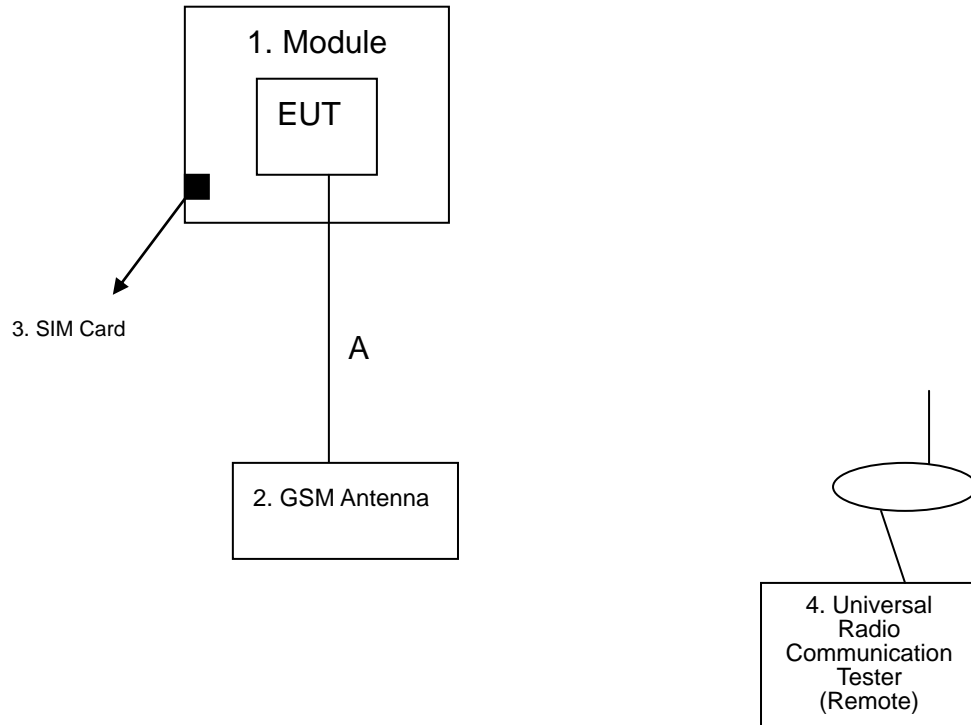 1. Module
EUT
3. SIM Card
A
2. GSM Antenna
4. Universal
Radio
Communication
Tester
(Remote)